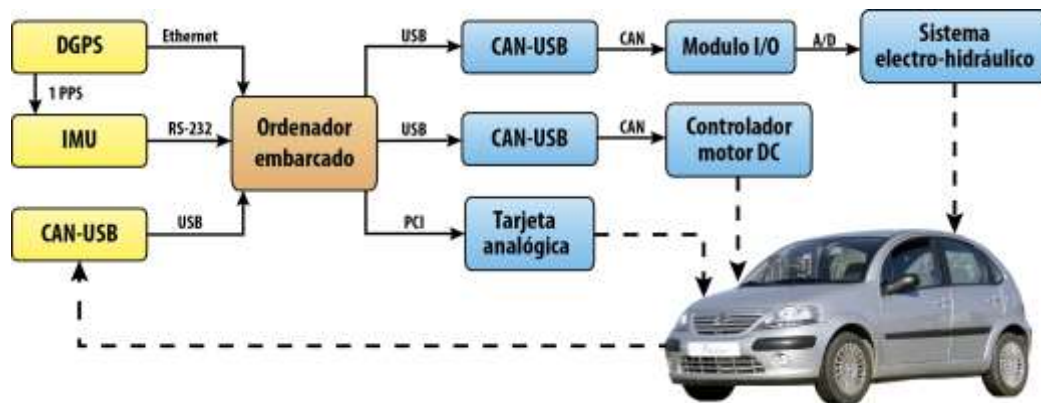 DGPS
Ethernet
1 PPS
IMU
RS-232
CAN-USB
USB
Ordenador
embarcado
USB
CAN-USB
CAN
Modulo I/O
A/D
Sistema
electro-hidráulico
USB
CAN-USB
CAN
Controlador
motor DC
PCI
Tarjeta
analógica